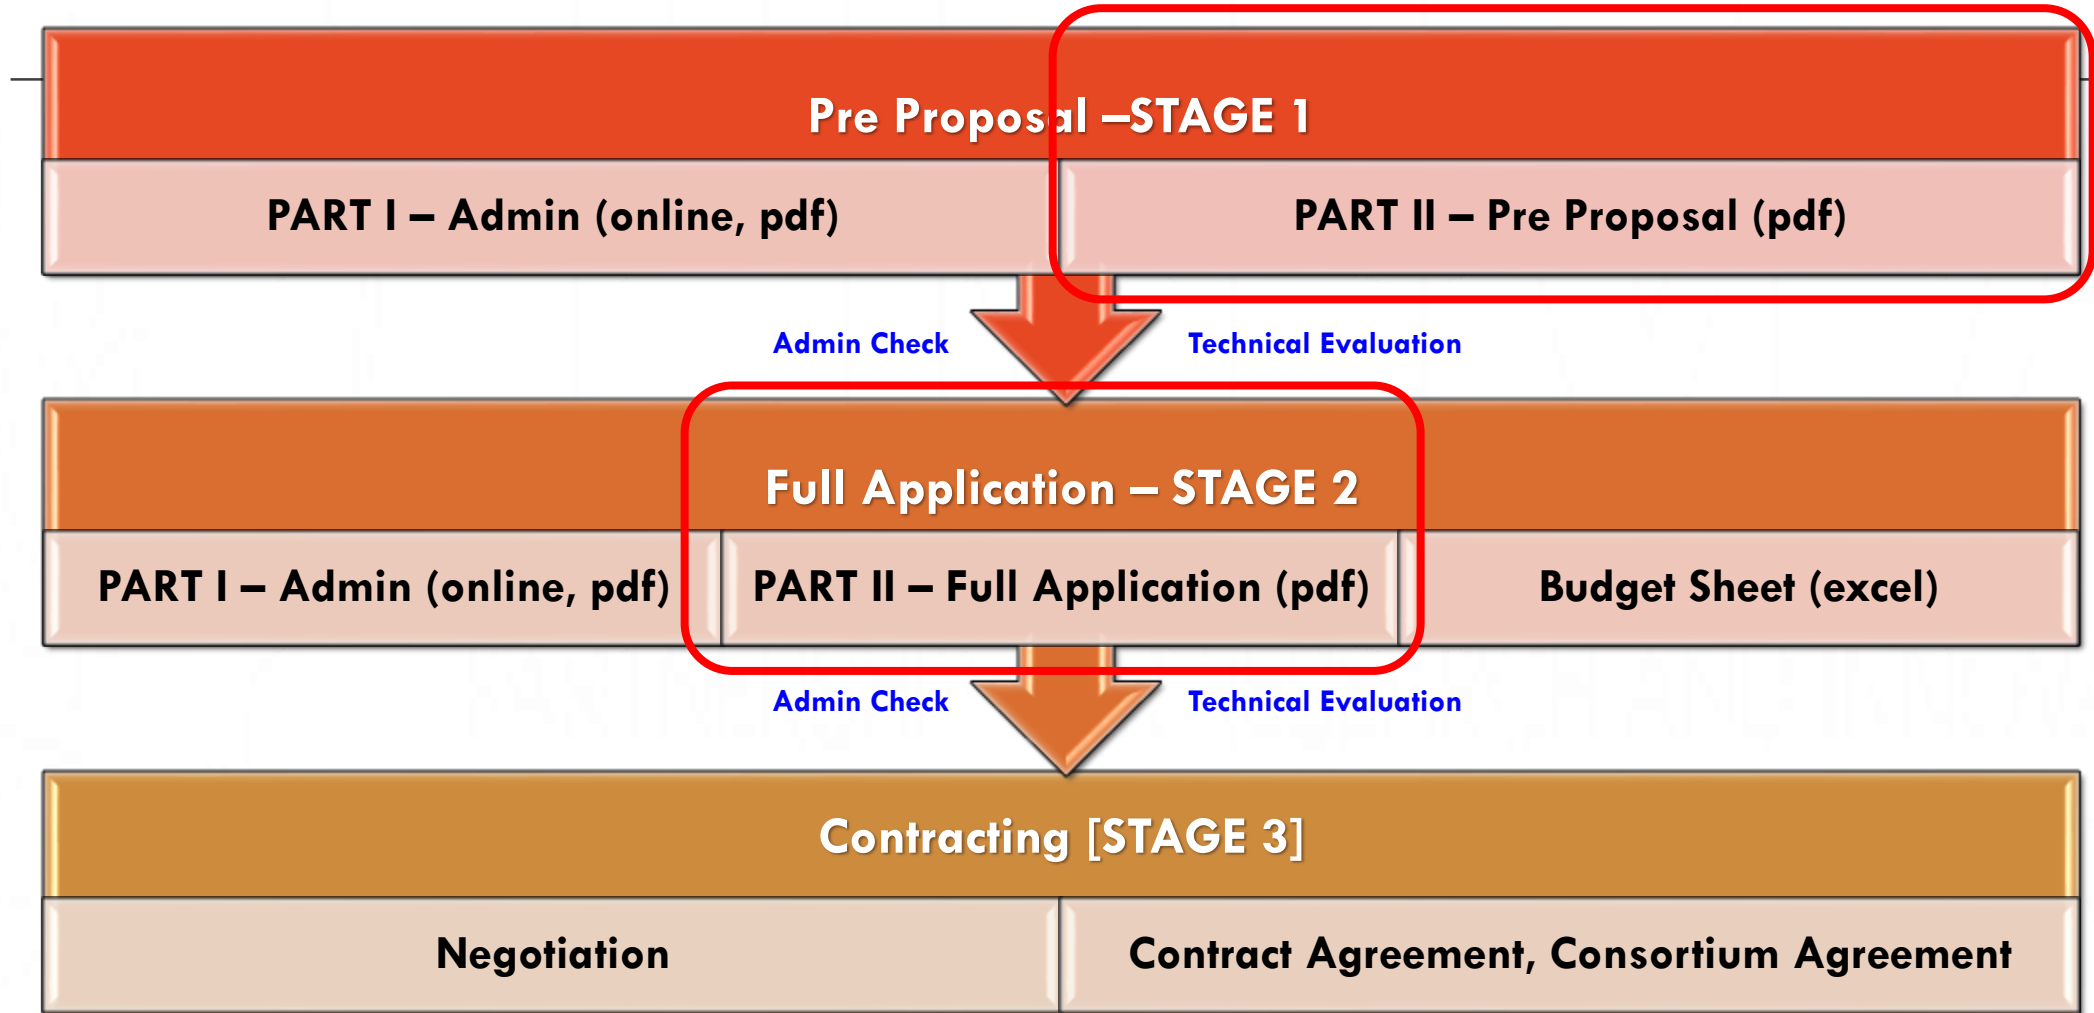 Pre Proposal –STAGE 1
PART I – Admin (online, pdf)
PART II – Pre Proposal (pdf)
Admin Check
Technical Evaluation
Full Application – STAGE 2
PART I – Admin (online, pdf)
PART II – Full Application (pdf)
Budget Sheet (excel)
Admin Check
Technical Evaluation
Contracting [STAGE 3]
Negotiation
Contract Agreement, Consortium Agreement